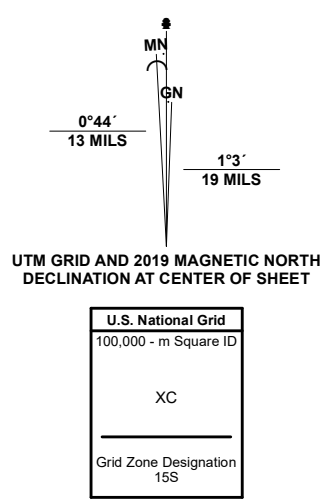 MN
GN
0°44´
13 MILS
1°3´
19 MILS
UTM GRID AND 2019 MAGNETIC NORTH
DECLINATION AT CENTER OF SHEET
U.S. National Grid
100,000 - m Square ID
XC
Grid Zone Designation
15S